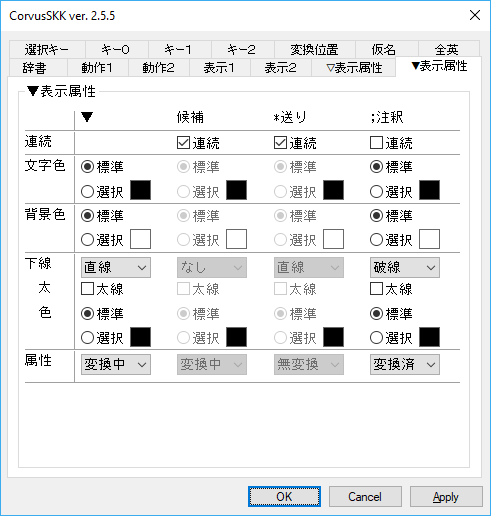 CorvusSKK ver. 2.5.5
選択キー キー0 キー1 キー2 変換位置 仮名 全英
辞書 動作1 動作2 表示1 表示2 ▽表示属性 ▼表示属性
▼表示属性
▼ 候補 *送り ;注釈
連続 連続 連続 連続
文字色 標準 標準 標準 標準
選択 選択 選択 選択
背景色 標準 標準 標準 標準
選択 選択 選択 選択
下線 直線 なし 直線 破線
太 太線 太線 太線 太線
色 標準 標準 標準 標準
選択 選択 選択 選択
属性 変換中 変換中 無変換 変換済
OK Cancel Apply